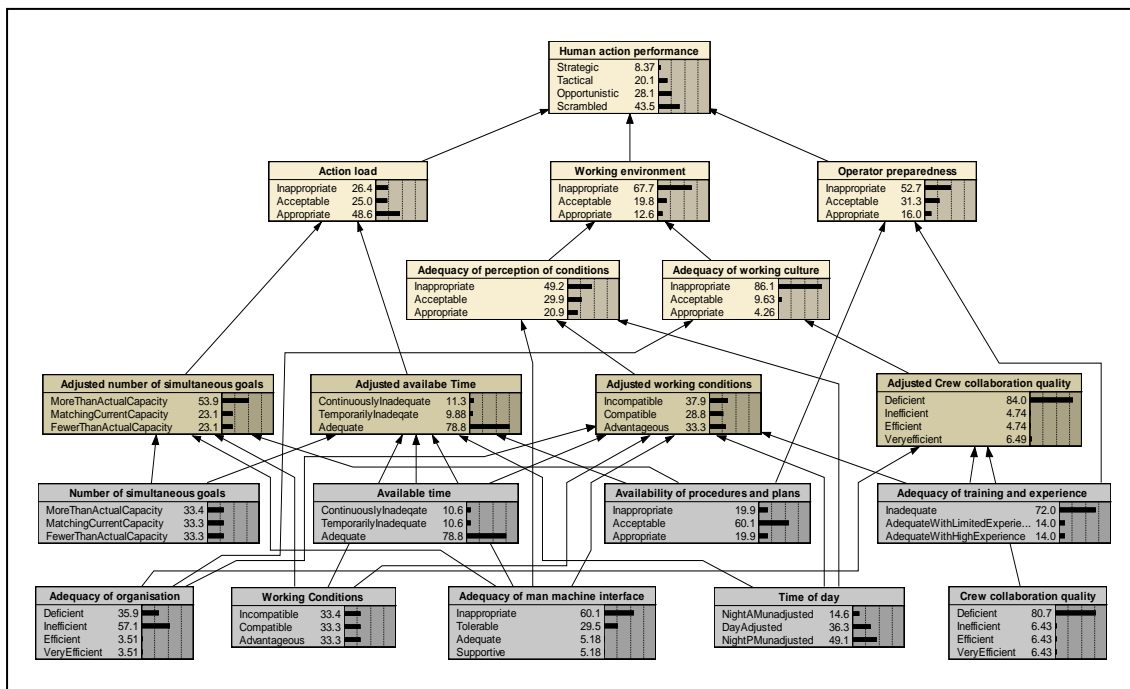 Human action performance
Strategic 8.37
Tactical 20.1
Opportunistic 28.1
Scrambled 43.5
Action load
Inappropriate 26.4
Acceptable 25.0
Appropriate 48.6
Working environment
Inappropriate 67.7
Acceptable 19.8
Appropriate 12.6
Operator preparedness
Inappropriate 52.7
Acceptable 31.3
Appropriate 16.0
Adequacy of perception of conditions
Inappropriate 49.2
Acceptable 29.9
Appropriate 20.9
Adequacy of working culture
Inappropriate 86.1
Acceptable 9.63
Appropriate 4.26
Adjusted number of simultaneous goals
MoreThanActualCapacity 53.9
MatchingCurrentCapacity 23.1
FewerThanActualCapacity 23.1
Adjusted availabe Time
ContinuouslyInadequate 11.3
TemporarilyInadeqate 9.88
Adequate 78.8
Adjusted working conditions
Incompatible 37.9
Compatible 28.8
Advantageous 33.3
Adjusted Crew collaboration quality
Deficient 84.0
Inefficient 4.74
Efficient 4.74
Veryefficient 6.49
Number of simultaneous goals
MoreThanActualCapacity 33.4
MatchingCurrentCapacity 33.3
FewerThanActualCapacity 33.3
Available time
ContinuouslyInadeqate 10.6
TemporarilyInadequate 10.6
Adequate 78.8
Availability of procedures and plans
Inappropriate 19.9
Acceptable 60.1
Appropriate 19.9
Adequacy of training and experience
Inadequate 72.0
AdequateWithLimitedExperie... 14.0
AdequateWithHighExperience 14.0
Adequacy of organisation
Deficient 35.9
Inefficient 57.1
Efficient 3.51
VeryEfficient 3.51
Working Conditions
Incompatible 33.4
Compatible 33.3
Advantageous 33.3
Adequacy of man machine interface
Inappropriate 60.1
Tolerable 29.5
Adequate 5.18
Supportive 5.18
Time of day
NightAMunadjusted 14.6
DayAdjusted 36.3
NightPMunadjusted 49.1
Crew collaboration quality
Deficient 80.7
Inefficient 6.43
Efficient 6.43
VeryEfficient 6.43